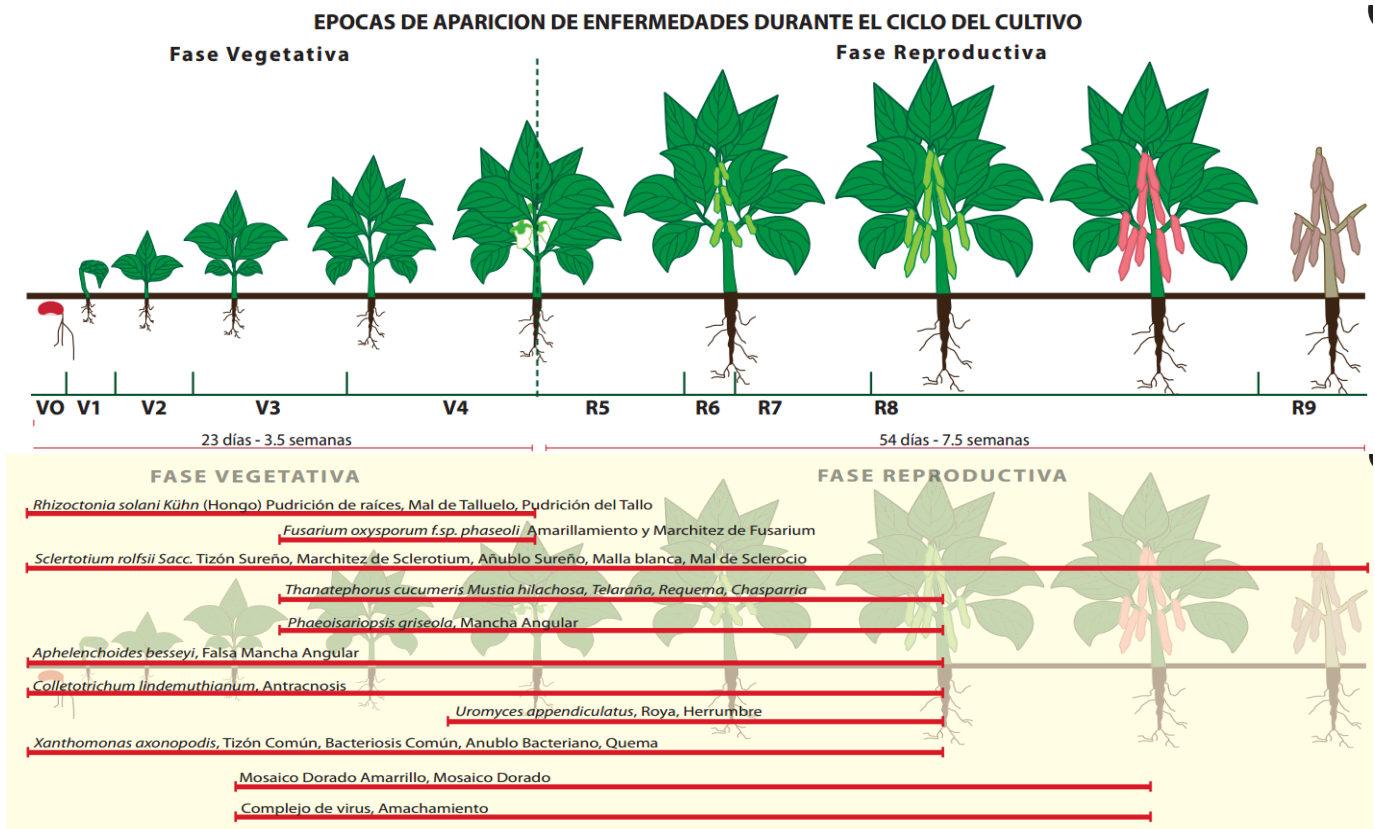 EPOCAS DE APARICION DE ENFERMEDADES DURANTE EL CICLO DEL CULTIVO
Fase Vegetativa
Fase Reproductiva
VO V1 V2 V3 V4 R5 R6 R7 R8 R9
23 días - 3.5 semanas
54 días - 7.5 semanas
FASE VEGETATIVA
FASE REPRODUCTIVA
Rhizoctonia solani Kühn (Hongo) Pudrición de raíces, Mal de Talluelo, Pudrición del Tallo
Fusarium oxysporum f.sp. phaseoli, Amarillamiento y Marchitez de Fusarium
Sclertotium rolfsii Sacc. Tizón Sureño, Marchitez de Sclerotium, Añublo Sureño, Malla blanca, Mal de Sclerocio
Thanatephorus cucumeris Mustia hilachosa, Telaraña, Requema, Chasparria
Phaeoisariopsis griseola, Mancha Angular
Aphelenchoides besseyi, Falsa Mancha Angular
Colletotrichum lindemuthianum, Antracnosis
Uromyces appendiculatus, Roya, Herrumbre
Xanthomonas axonopodis, Tizón Común, Bacteriosis Común, Anublo Bacteriano, Quema
Mosaico Dorado Amarrillo, Mosaico Dorado
Complejo de virus, Amachamiento